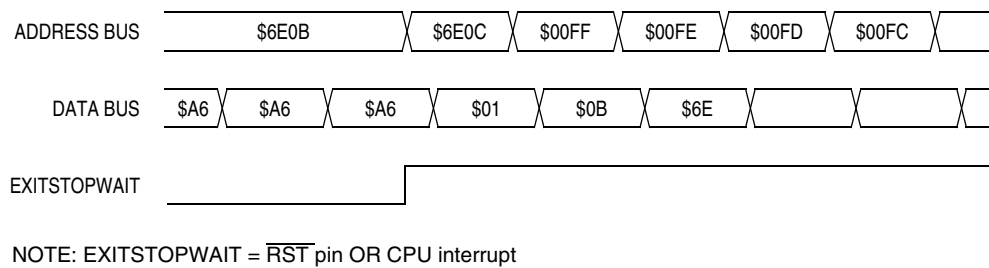 ADDRESS BUS $6E0B $6E0C $00FF $00FE $00FD $00FC
DATA BUS $A6 $A6 $A6 $01 $0B $6E
EXITSTOPWAIT
NOTE: EXITSTOPWAIT = RST pin OR CPU interrupt